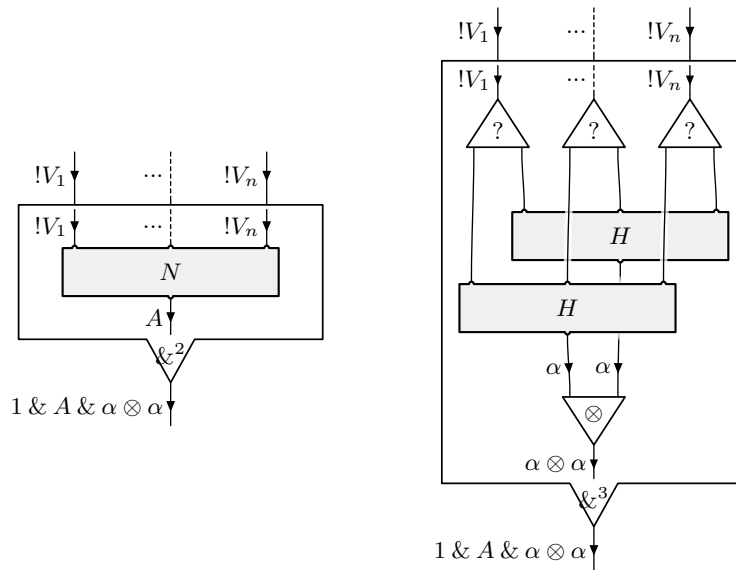 !V₁ ... !Vₙ
!V₁ ... !Vₙ
N
A
&²
1 & A & α ⊗ α
!V₁ ... !Vₙ
!V₁ ... !Vₙ
? ? ?
H
H
α α
⊗
α ⊗ α
&³
1 & A & α ⊗ α